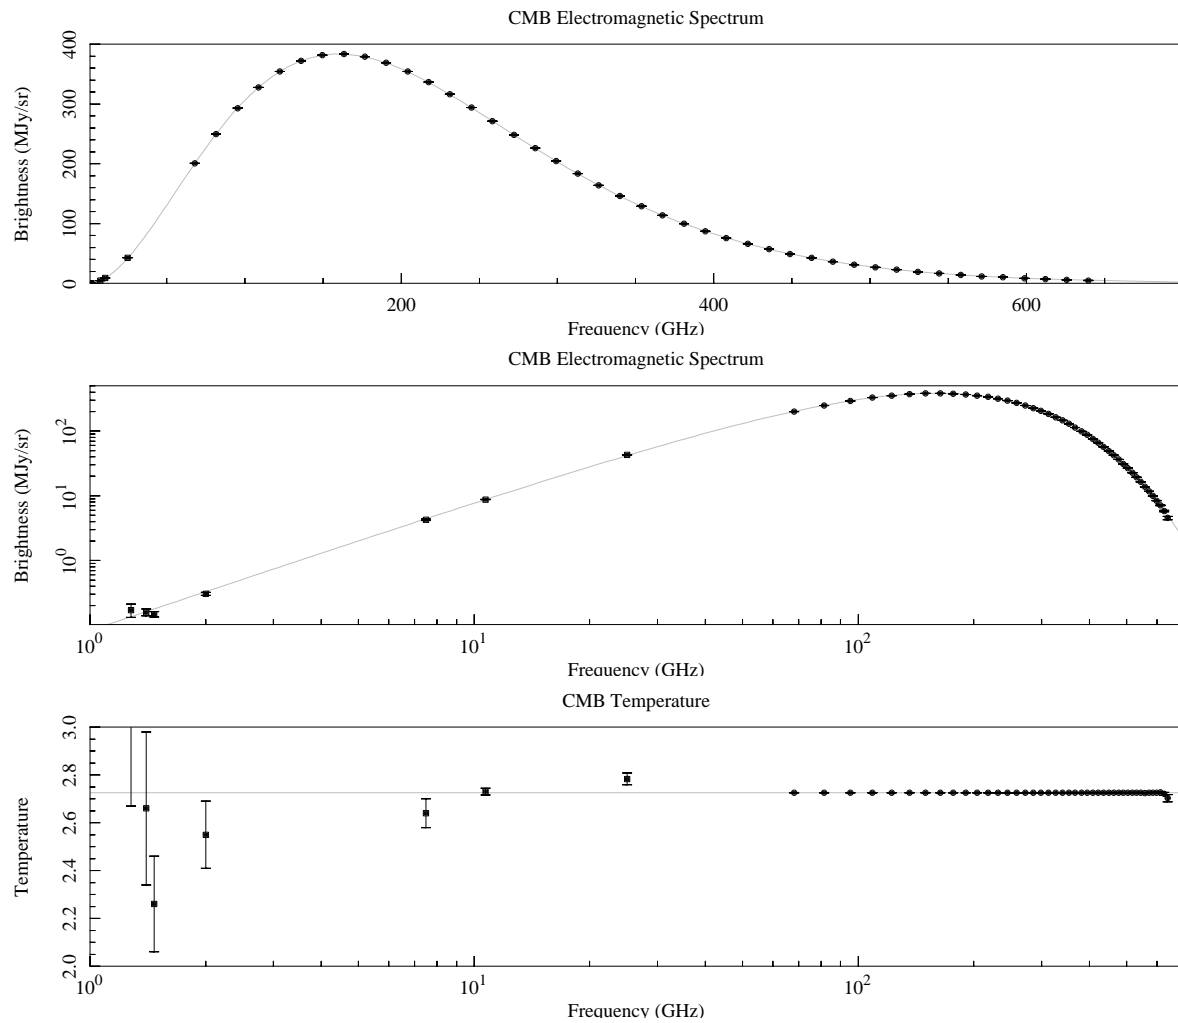 CMB Electromagnetic Spectrum
Brightness (MJy/sr)
400
300
200
100
0
200 400 600
Frequency (GHz)
CMB Electromagnetic Spectrum
Brightness (MJy/sr)
10^2
10^1
10^0
10^0 10^1 10^2
Frequency (GHz)
CMB Temperature
Temperature
3.0
2.8
2.6
2.4
2.2
2.0
10^0 10^1 10^2
Frequency (GHz)